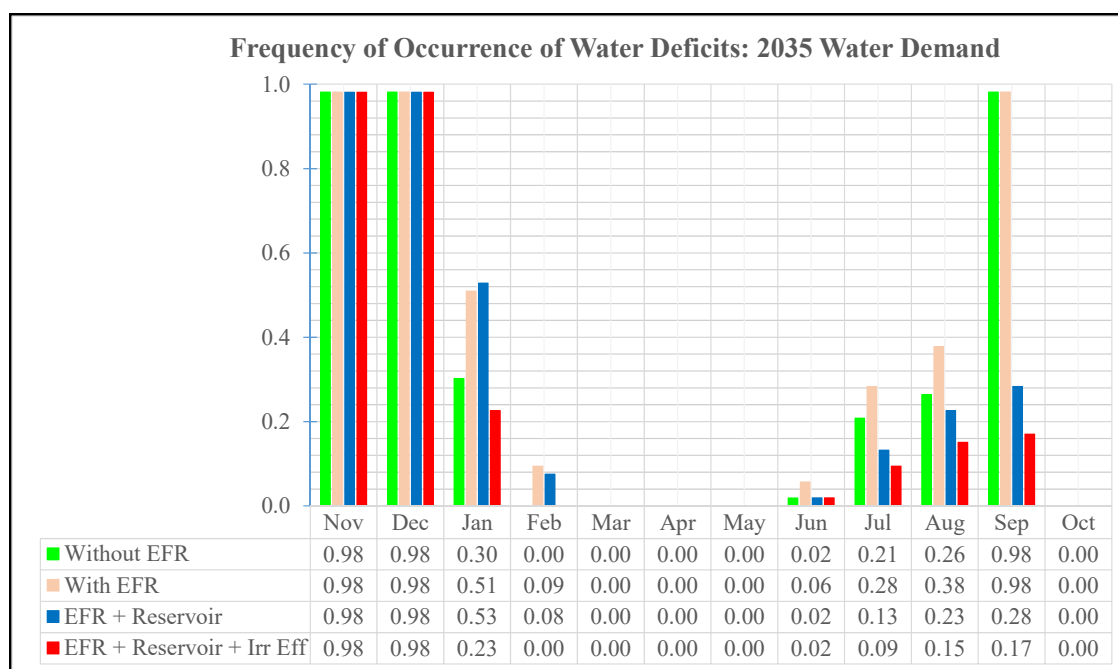 Frequency of Occurrence of Water Deficits: 2035 Water Demand
1.0
0.8
0.6
0.4
0.2
0.0
Nov Dec Jan Feb Mar Apr May Jun Jul Aug Sep Oct
Without EFR 0.98 0.98 0.30 0.00 0.00 0.00 0.00 0.02 0.21 0.26 0.98 0.00
With EFR 0.98 0.98 0.51 0.09 0.00 0.00 0.00 0.06 0.28 0.38 0.98 0.00
EFR + Reservoir 0.98 0.98 0.53 0.08 0.00 0.00 0.00 0.02 0.13 0.23 0.28 0.00
EFR + Reservoir + Irr Eff 0.98 0.98 0.23 0.00 0.00 0.00 0.00 0.02 0.09 0.15 0.17 0.00